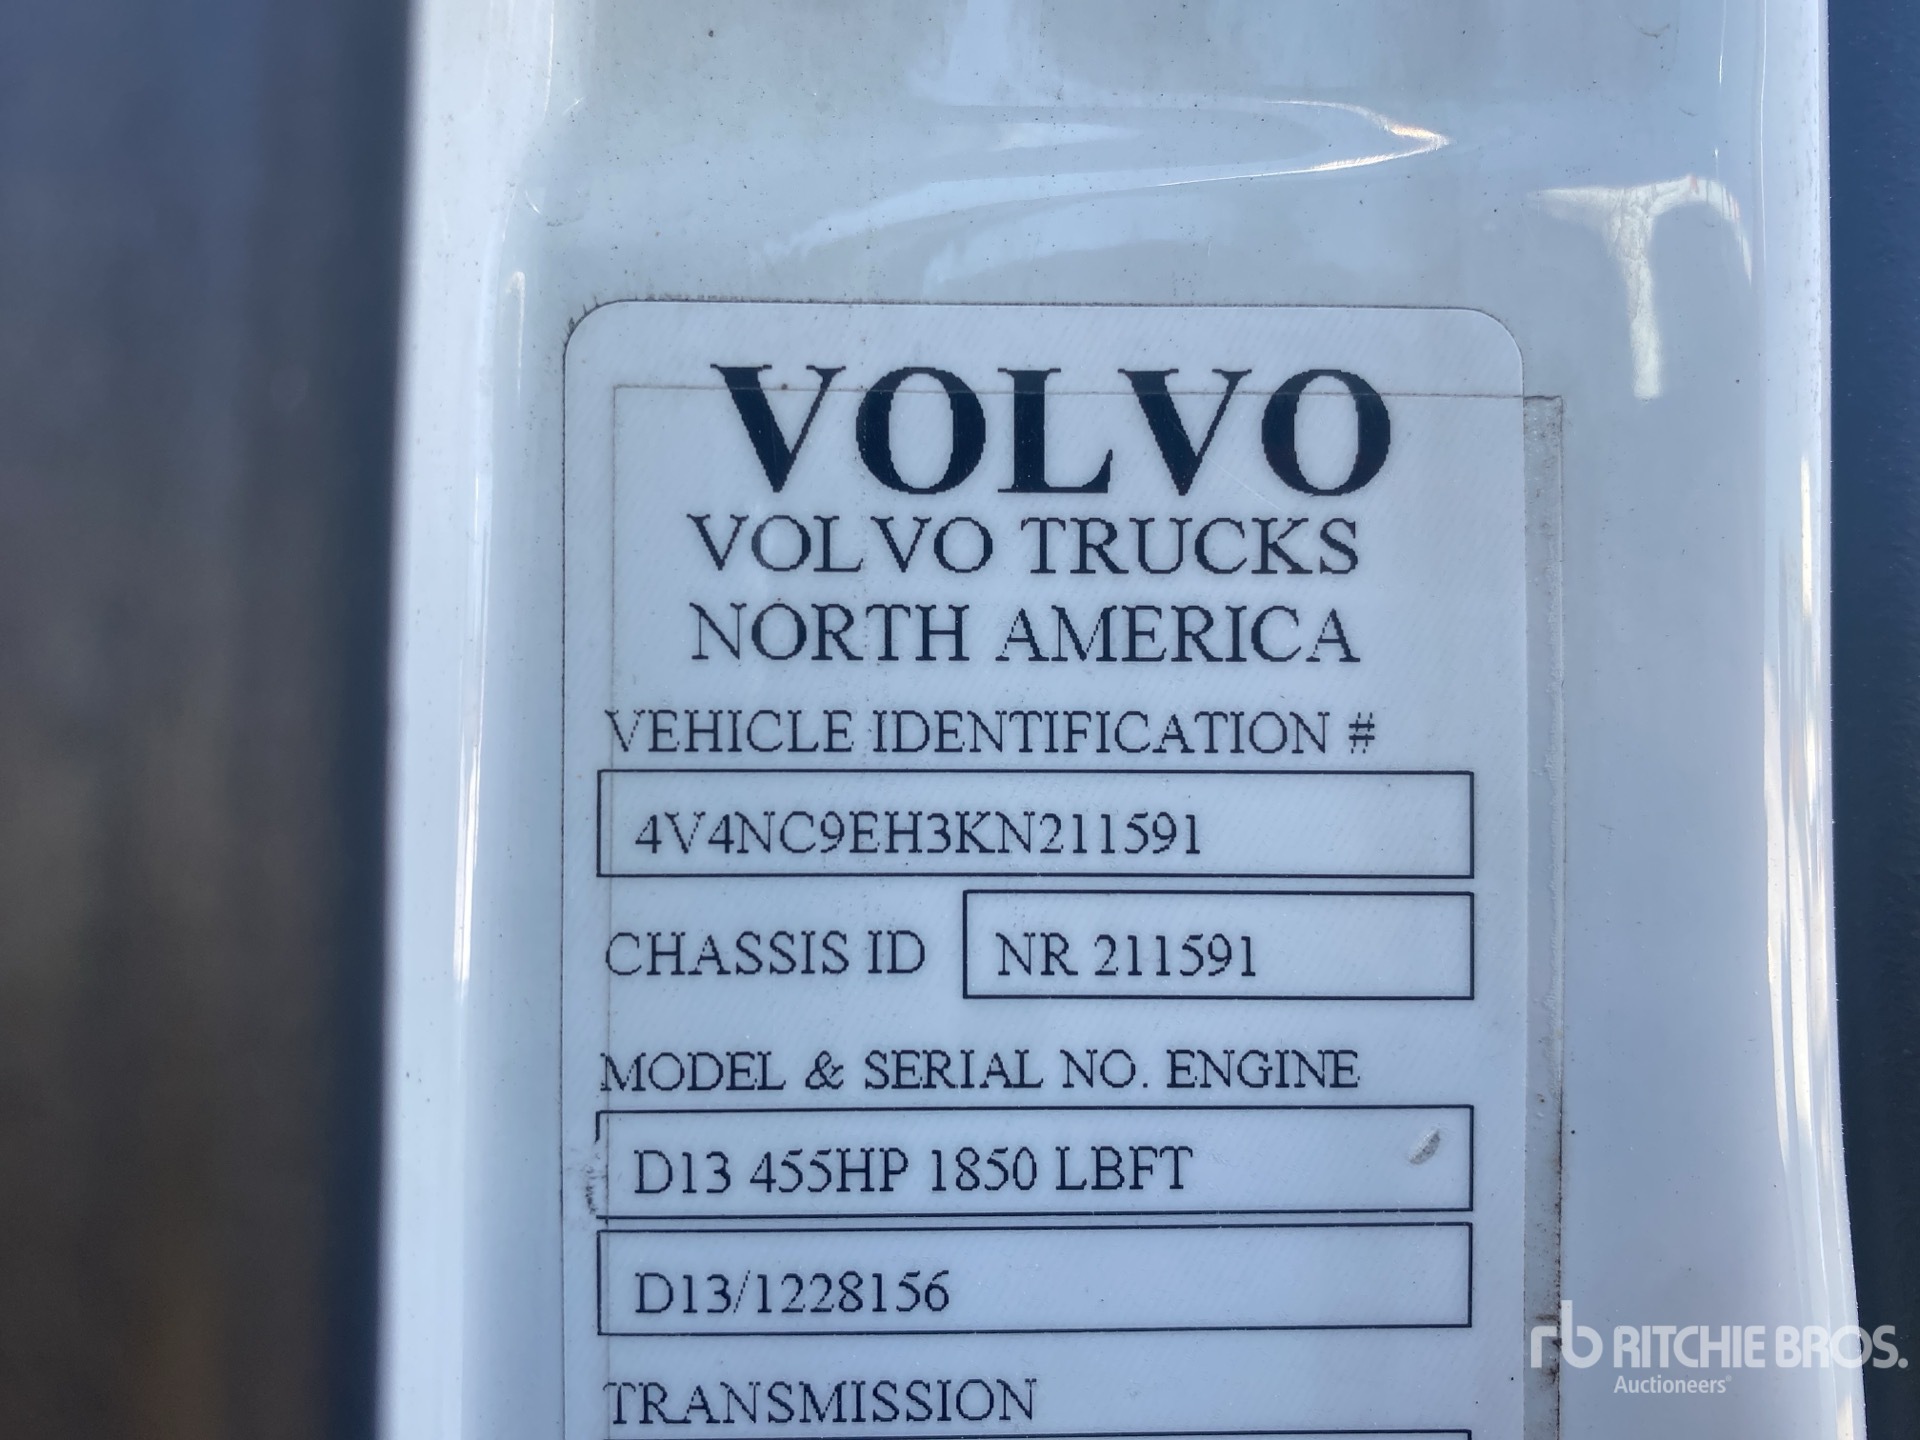 VOLVO
VOLVO TRUCKS
NORTH AMERICA
VEHICLE IDENTIFICATION #
4V4NC9EH3KN211591
CHASSIS ID NR 211591
MODEL & SERIAL NO. ENGINE
D13 455HP 1850 LBFT
D13/1228156
TRANSMISSION
rb RITCHIE BROS.
Auctioneers